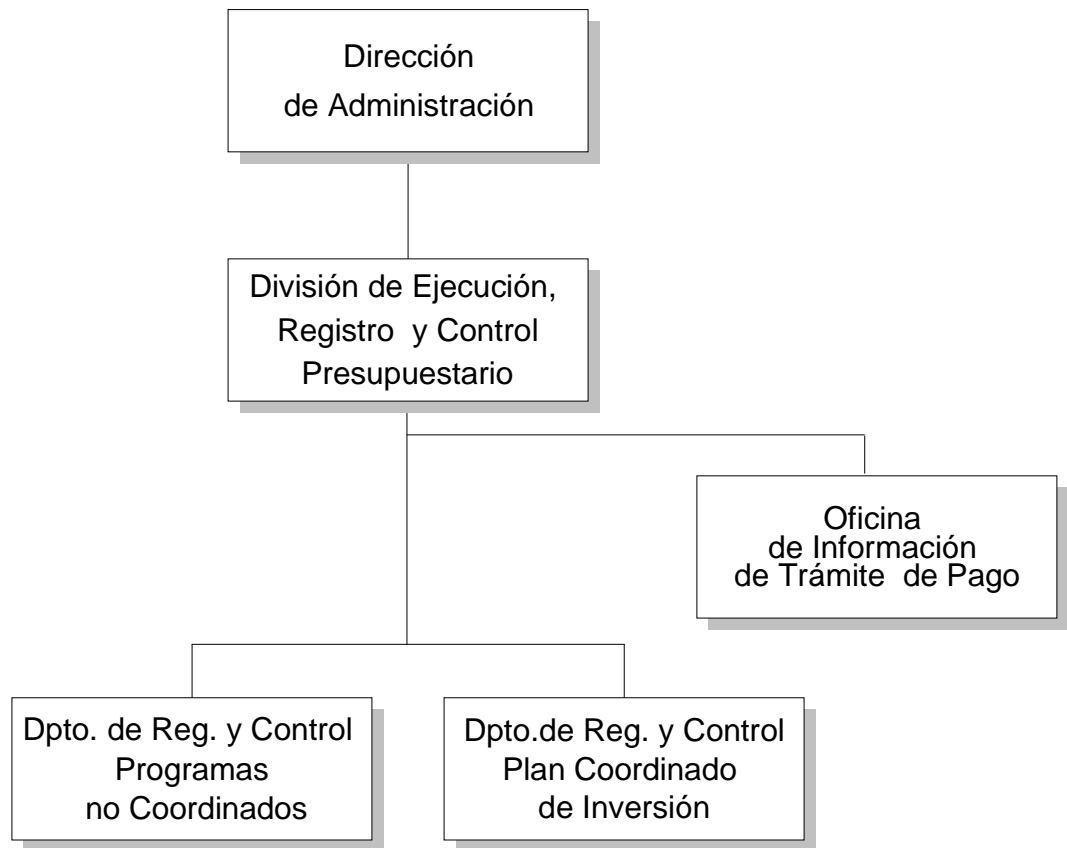 Dirección
de Administración
División de Ejecución,
Registro y Control
Presupuestario
Oficina
de Información
de Trámite de Pago
Dpto. de Reg. y Control
Programas
no Coordinados
Dpto.de Reg. y Control
Plan Coordinado
de Inversión